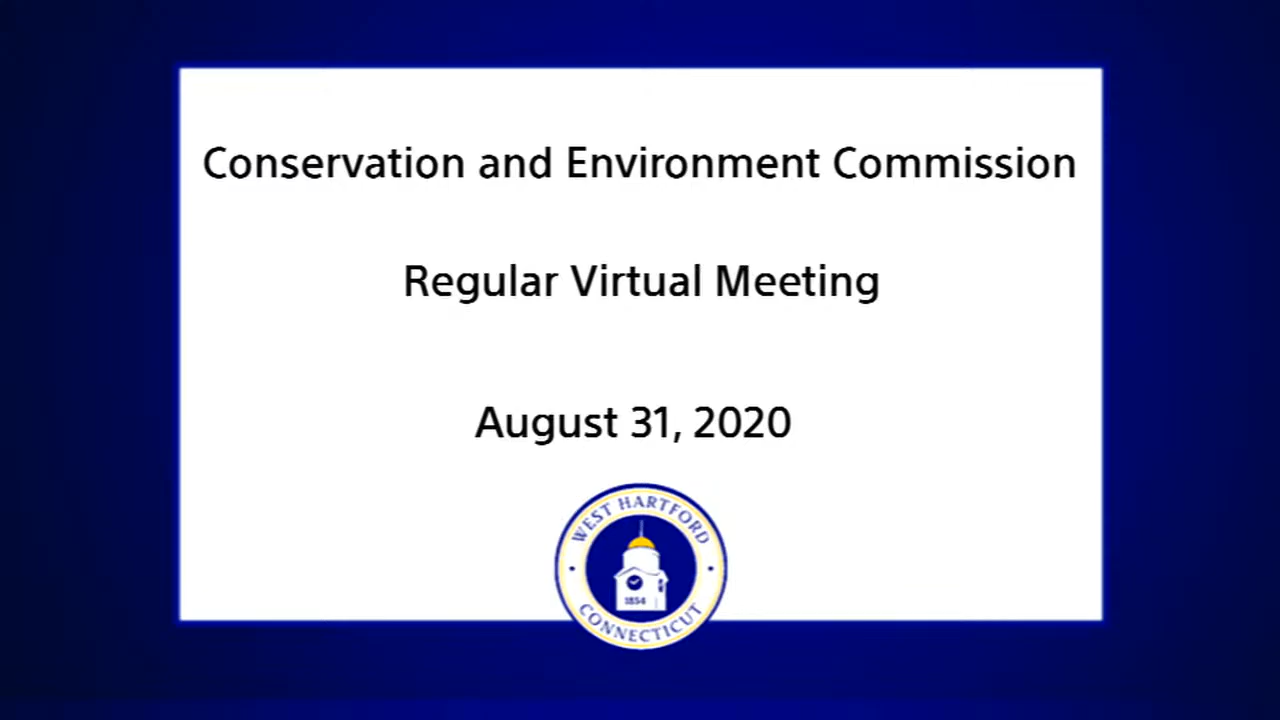 Conservation and Environment Commission
Regular Virtual Meeting
August 31, 2020
WEST HARTFORD
1854
CONNECTICUT